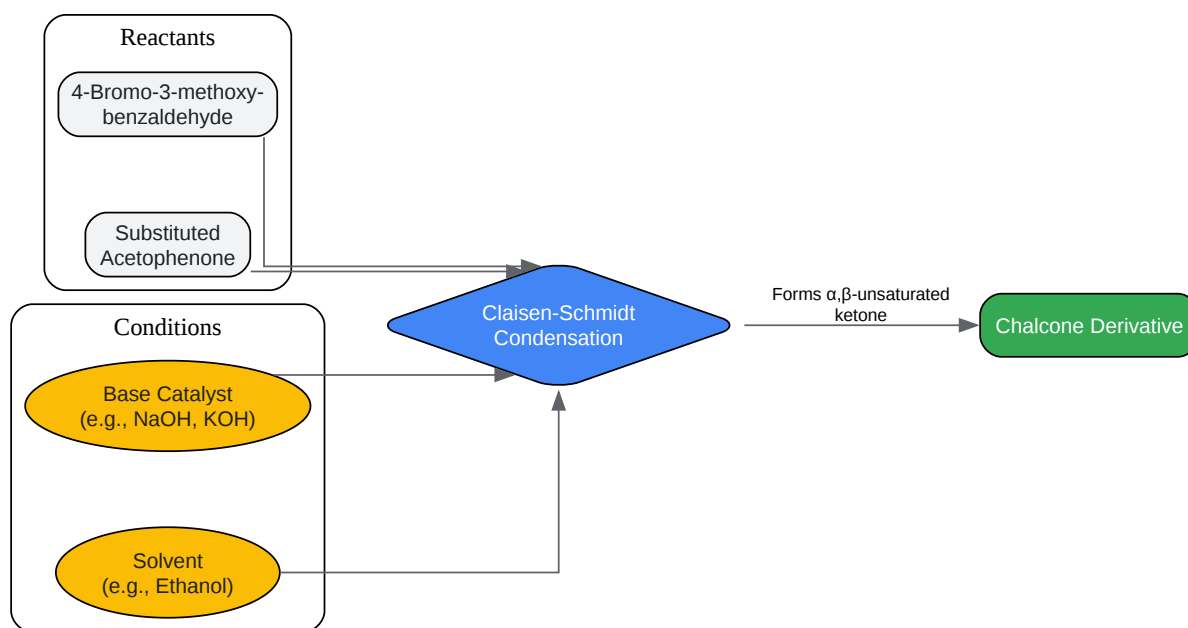 Reactants
4-Bromo-3-methoxy-
benzaldehyde
Substituted
Acetophenone
Conditions
Base Catalyst
(e.g., NaOH, KOH)
Solvent
(e.g., Ethanol)
Claisen-Schmidt
Condensation
Forms α,β-unsaturated
ketone
Chalcone Derivative